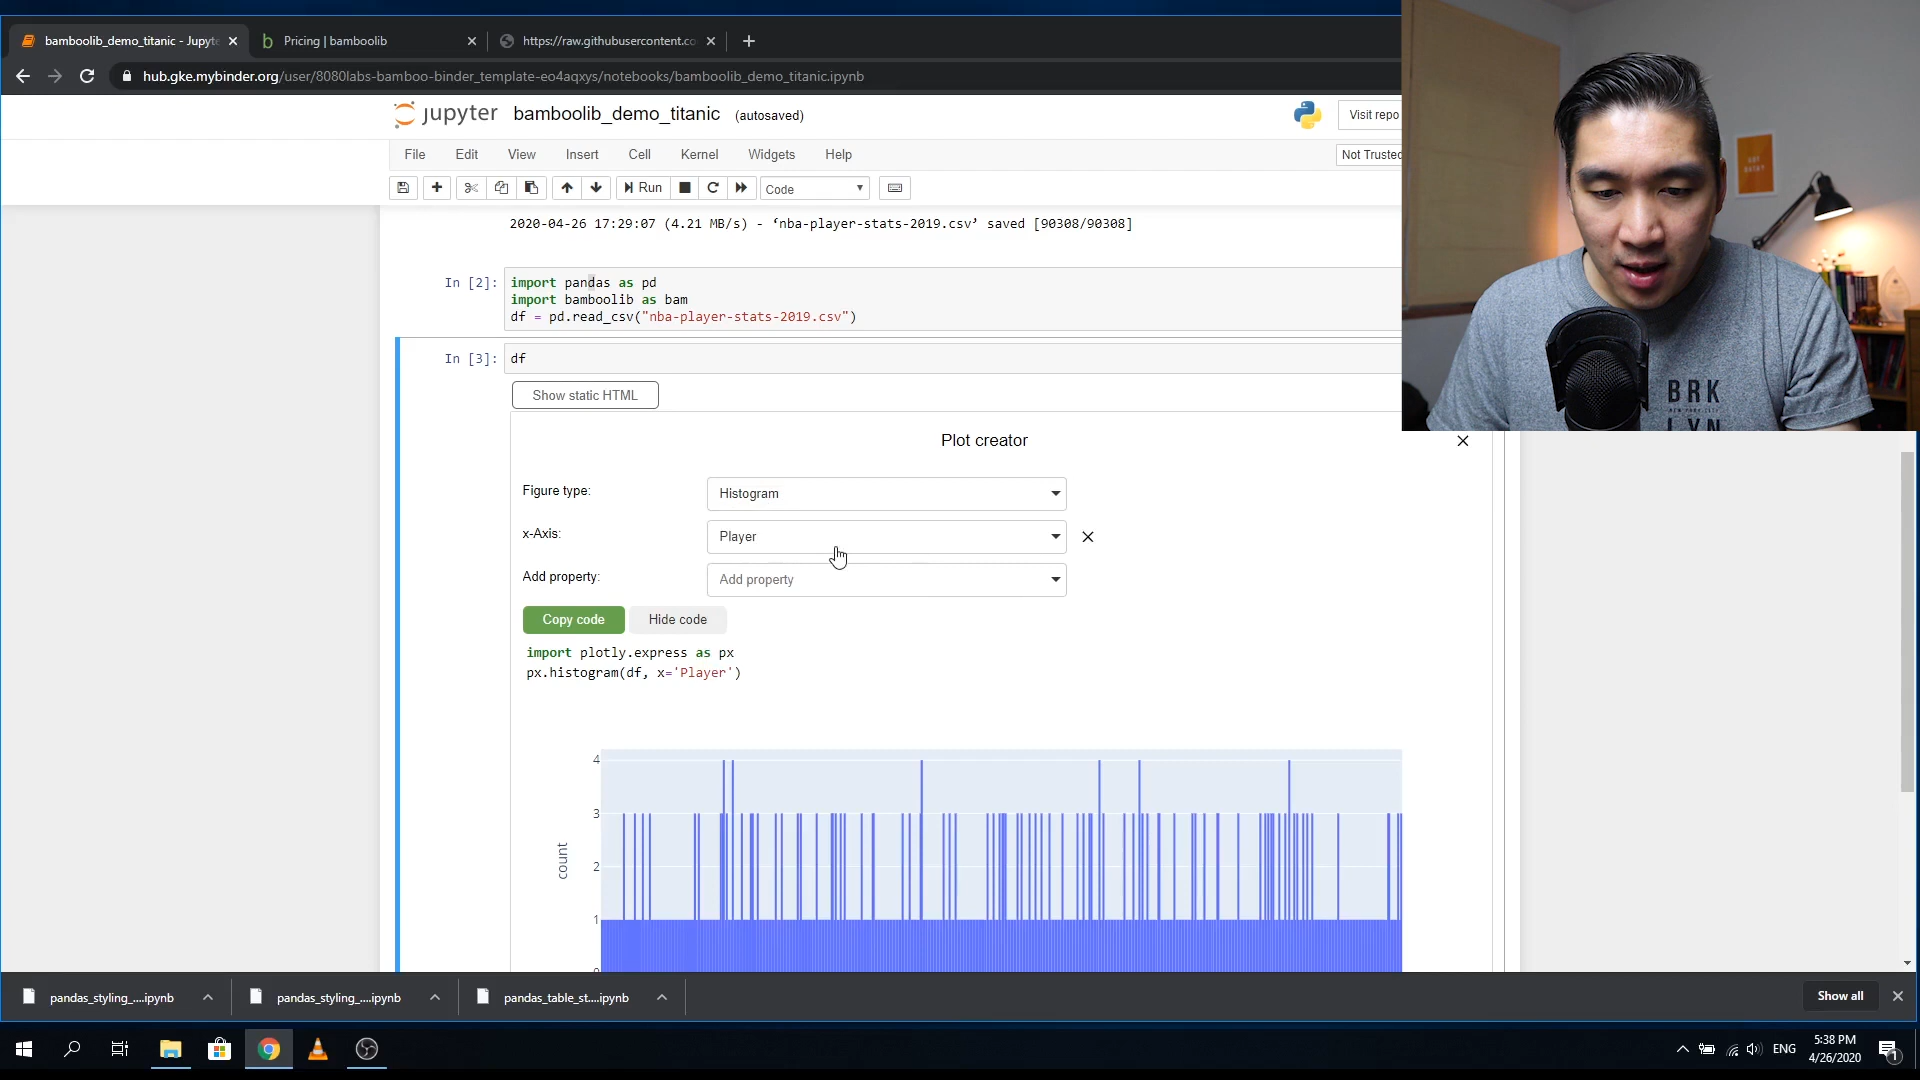 bamboolib_demo_titanic - Jupyte
Pricing | bamboolib
https://raw.githubusercontent.co
hub.gke.mybinder.org/user/8080labs-bamboo-binder_template-eo4aqxys/notebooks/bamboolib_demo_titanic.ipynb
jupyter bamboolib_demo_titanic (autosaved)
Visit repo
File Edit View Insert Cell Kernel Widgets Help
Not Trusted
Run
Code
2020-04-26 17:29:07 (4.21 MB/s) - ‘nba-player-stats-2019.csv’ saved [90308/90308]
In [2]:
import pandas as pd
import bamboolib as bam
df = pd.read_csv("nba-player-stats-2019.csv")
In [3]:
df
Show static HTML
Plot creator
Figure type:
Histogram
x-Axis:
Player
Add property:
Add property
Copy code
Hide code
import plotly.express as px
px.histogram(df, x='Player')
4
3
2
1
0
count
BRK
LYN
pandas_styling_....ipynb
pandas_styling_....ipynb
pandas_table_st....ipynb
Show all
ENG
5:38 PM
4/26/2020
1